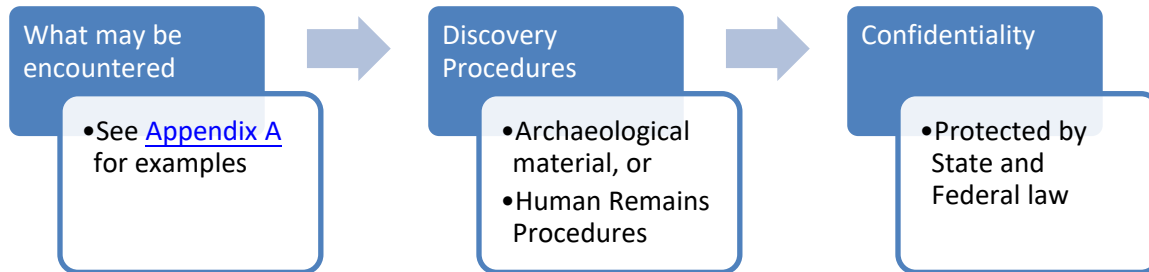 What may be
encountered
•See Appendix A
for examples
Discovery
Procedures
•Archaeological
material, or
•Human Remains
Procedures
Confidentiality
•Protected by
State and
Federal law